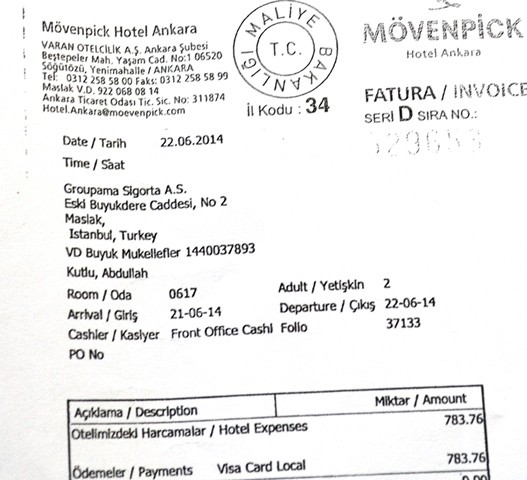 Mövenpick Hotel Ankara
VARAN OTELCİLİK A.Ş. Ankara Şubesi
Beştepeler Mah. Yaşam Cad. No:1 06520
Söğütözü, Yenimahalle / ANKARA
Tel: 0312 258 58 00 Faks: 0312 258 58 99
Maslak V.D. 922 068 08 14
Ankara Ticaret Odası Tic. Sic. No: 311874
Hotel.Ankara@moevenpick.com
MALİYE BAKANLIĞI
T.C.
İl Kodu : 34
MÖVENPICK
Hotel Ankara
FATURA / INVOICE
SERİ D SIRA NO.:
Date / Tarih 22.06.2014
Time / Saat
Groupama Sigorta A.S.
Eski Buyukdere Caddesi, No 2
Maslak,
Istanbul, Turkey
VD Buyuk Mukellefler 1440037893
Kutlu, Abdullah
Room / Oda 0617 Adult / Yetişkin 2
Arrival / Giriş 21-06-14 Departure / Çıkış 22-06-14
Cashier / Kasiyer Front Office Cashi Folio 37133
PO No
Açıklama / Description Miktar / Amount
Otelimizdeki Harcamalar / Hotel Expenses 783.76
Ödemeler / Payments Visa Card Local 783.76